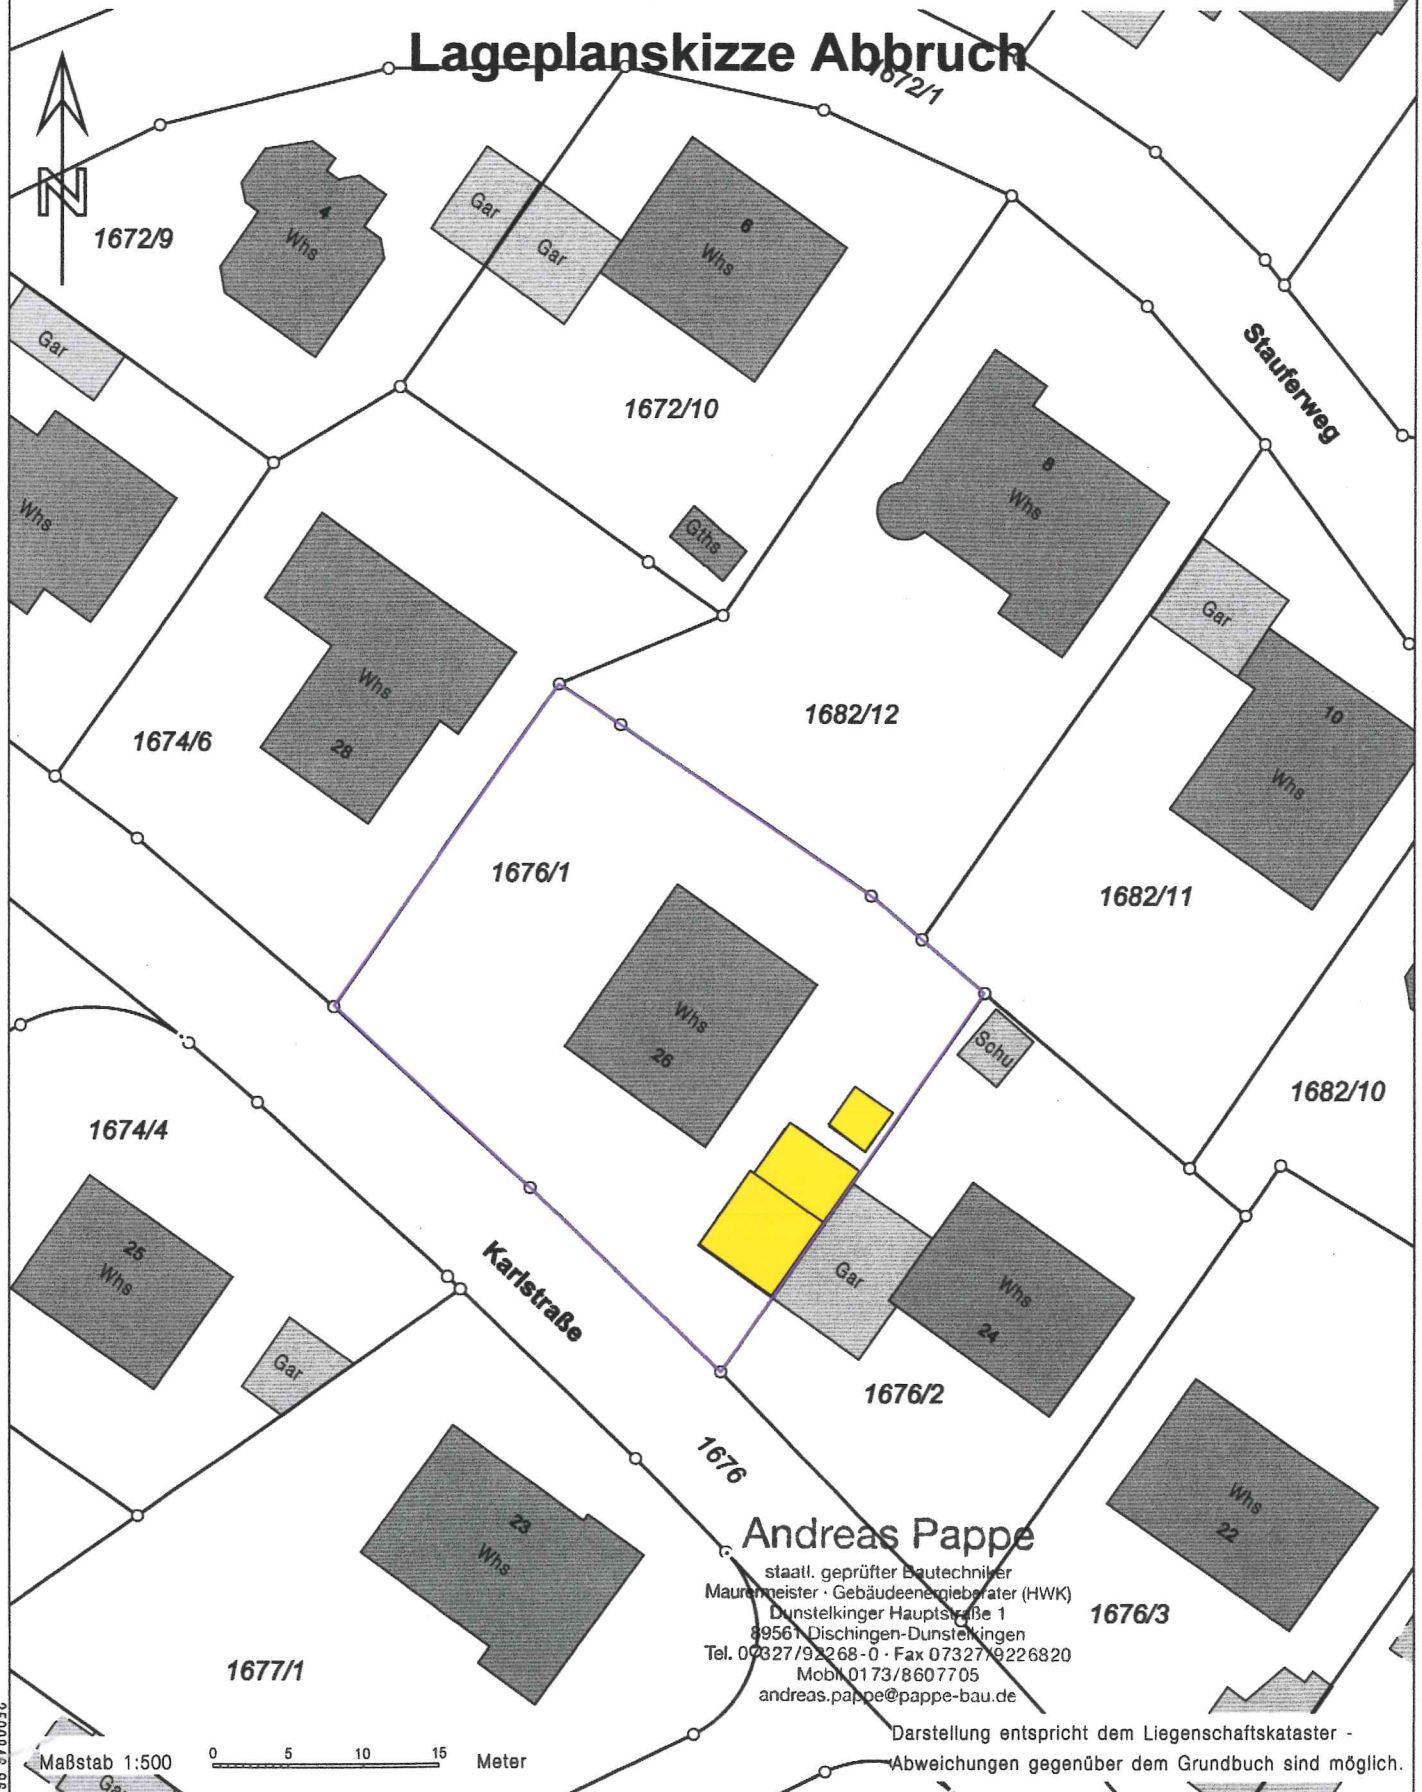 Lageplanskizze Abbruch
1672/1
N
4
Whs
1672/9
Gar
Gar
6
Whs
Gar
1672/10
Stauferweg
8
Whs
Whs
Gths
Gar
Whs
28
1674/6
1682/12
10
Whs
1676/1
1682/11
Whs
26
Schu
1682/10
1674/4
25
Whs
Karlstraße
Gar
Whs
24
Gar
1676/2
1676
23
Whs
Whs
22
Andreas Pappe
staatl. geprüfter Bautechniker
Maurermeister · Gebäudeenergieberater (HWK)
Dunstelkinger Hauptstraße 1
89561 Dischingen-Dunstelkingen
Tel. 07327/92268-0 · Fax 07327/9226820
Mobil 0173/8607705
andreas.pappe@pappe-bau.de
1676/3
1677/1
Darstellung entspricht dem Liegenschaftskataster -
Abweichungen gegenüber dem Grundbuch sind möglich.
Maßstab 1:500 0 5 10 15 Meter